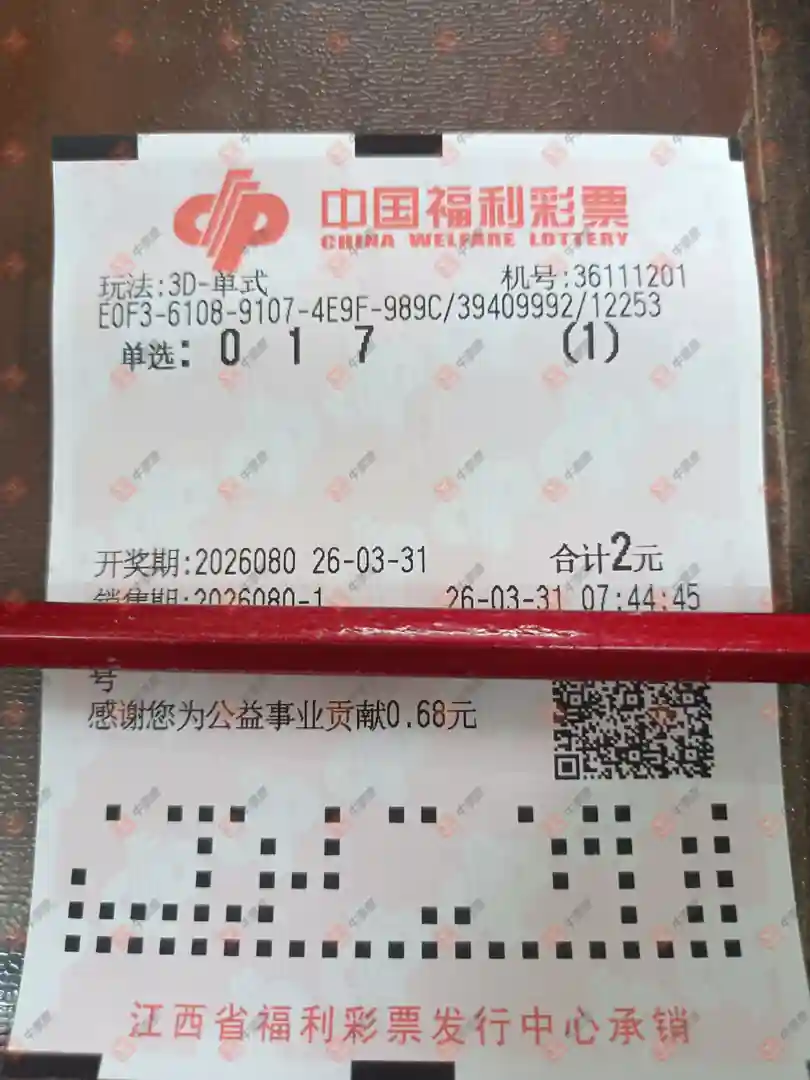 中国福利彩票
CHINA WELFARE LOTTERY
玩法:3D-单式 机号:36111201
E0F3-6108-9107-4E9F-989C/39409992/12253
单选: 0 1 7 (1)
开奖期:2026080 26-03-31 合计2元
销售期:2026080-1 26-03-31 07:44:45
号
感谢您为公益事业贡献0.68元
江西省福利彩票发行中心承销